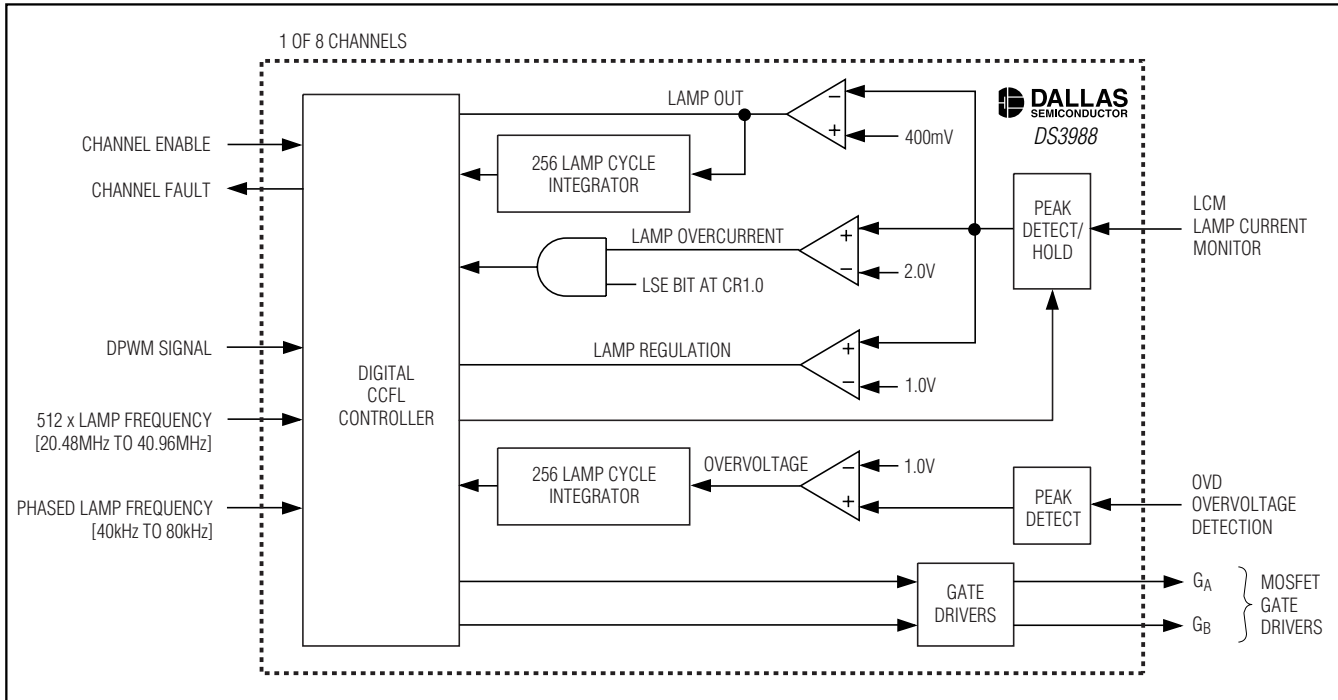 1 OF 8 CHANNELS
CHANNEL ENABLE
CHANNEL FAULT
DPWM SIGNAL
512 x LAMP FREQUENCY
[20.48MHz TO 40.96MHz]
PHASED LAMP FREQUENCY
[40kHz TO 80kHz]
DIGITAL
CCFL
CONTROLLER
LAMP OUT
256 LAMP CYCLE
INTEGRATOR
−
+
400mV
LAMP OVERCURRENT
LSE BIT AT CR1.0
+
−
2.0V
LAMP REGULATION
+
−
1.0V
256 LAMP CYCLE
INTEGRATOR
OVERVOLTAGE
−
+
1.0V
DALLAS
SEMICONDUCTOR
DS3988
PEAK
DETECT/
HOLD
LCM
LAMP CURRENT
MONITOR
PEAK
DETECT
OVD
OVERVOLTAGE
DETECTION
GATE
DRIVERS
GA
GB
MOSFET
GATE
DRIVERS